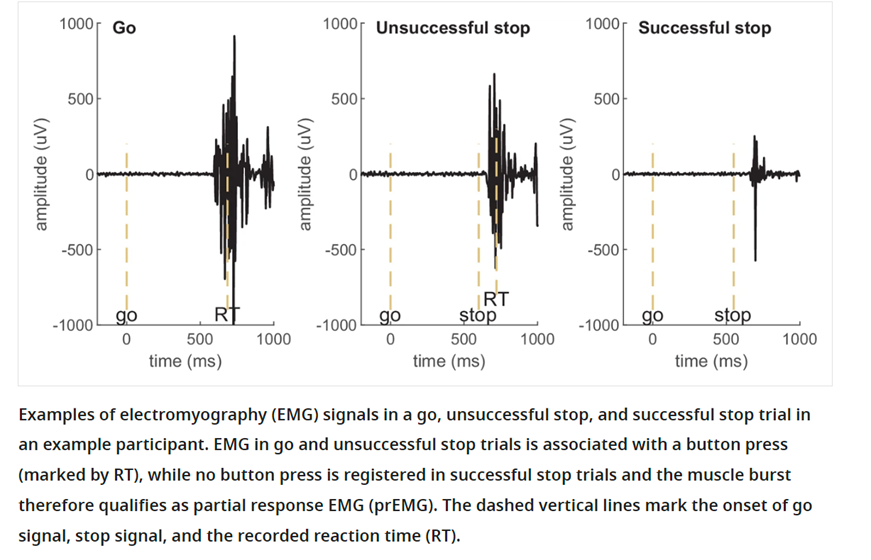 Go
Unsuccessful stop
Successful stop
1000
500
0
-500
-1000
amplitude (uV)
go
RT
0
500
1000
time (ms)
1000
500
0
-500
-1000
amplitude (uV)
go
stop
RT
0
500
1000
time (ms)
1000
500
0
-500
-1000
amplitude (uV)
go
stop
0
500
1000
time (ms)
Examples of electromyography (EMG) signals in a go, unsuccessful stop, and successful stop trial in
an example participant. EMG in go and unsuccessful stop trials is associated with a button press
(marked by RT), while no button press is registered in successful stop trials and the muscle burst
therefore qualifies as partial response EMG (prEMG). The dashed vertical lines mark the onset of go
signal, stop signal, and the recorded reaction time (RT).